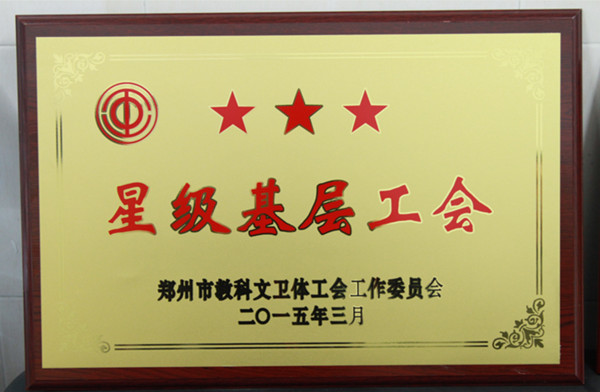 星级基层工会
郑州市教科文卫体工会工作委员会
二〇一五年三月